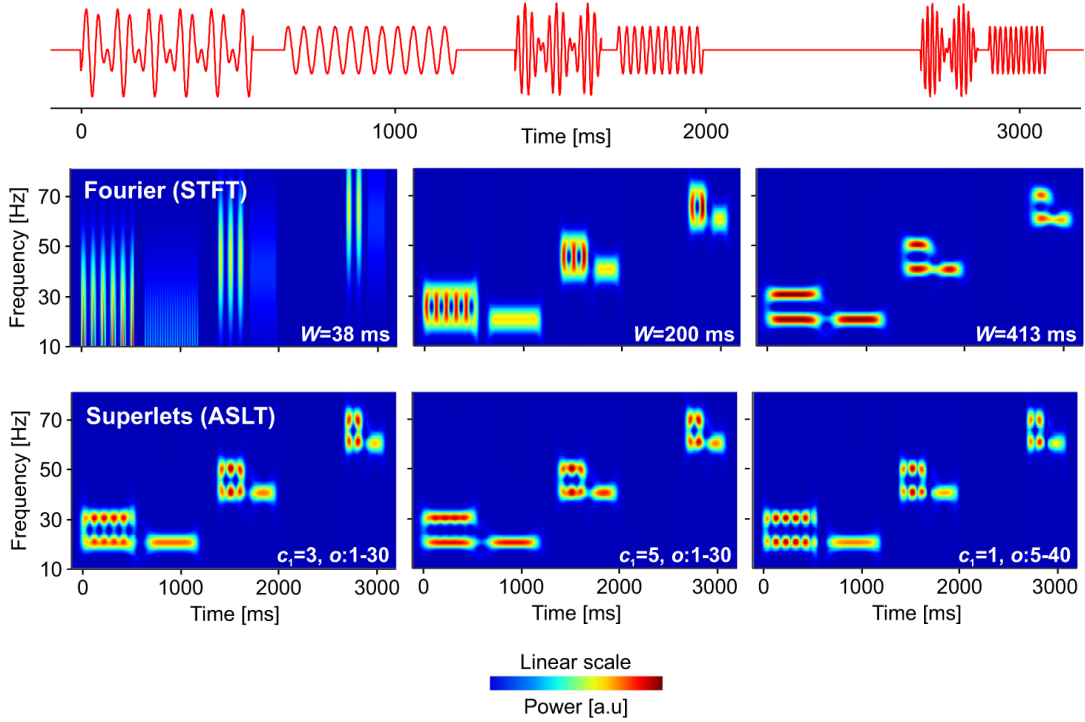 0 1000 2000 3000
Time [ms]
Frequency [Hz]
70
50
30
10
Fourier (STFT)
W=38 ms
W=200 ms
W=413 ms
Frequency [Hz]
70
50
30
10
Superlets (ASLT)
c₁=3, o:1-30
c₁=5, o:1-30
c₁=1, o:5-40
0 1000 2000 3000
0 1000 2000 3000
0 1000 2000 3000
Time [ms]
Time [ms]
Time [ms]
Linear scale
Power [a.u]